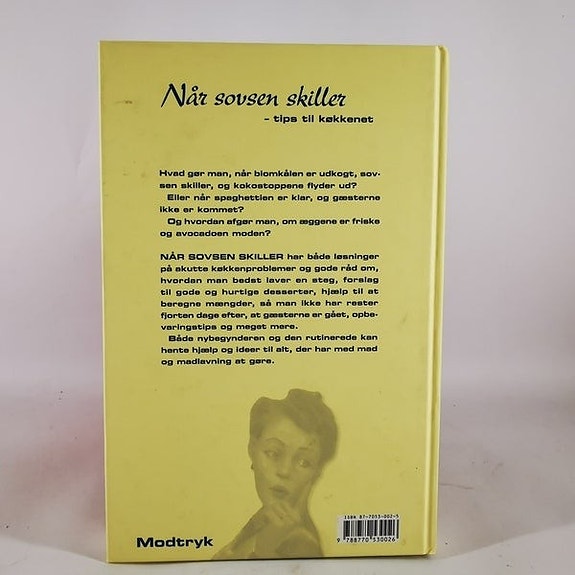 Når sovsen skiller
– tips til køkkenet
Hvad gør man, når blomkålen er udkogt, sov-
sen skiller, og kokostoppene flyder ud?
Eller når spaghettien er klar, og gæsterne
ikke er kommet?
Og hvordan afgør man, om æggene er friske
og avocadoen moden?
NÅR SOVSEN SKILLER har både løsninger
på akutte køkkenproblemer og gode råd om,
hvordan man bedst laver en steg, forslag
til gode og hurtige desserter, hjælp til at
beregne mængder, så man ikke har rester
fjorten dage efter, at gæsterne er gået, opbe-
varingstips og meget mere.
Både nybegynderen og den rutinerede kan
hente hjælp og ideer til alt, der har med mad
og madlavning at gøre.
ISBN 87-7053-002-5
9 788770 530026
Modtryk